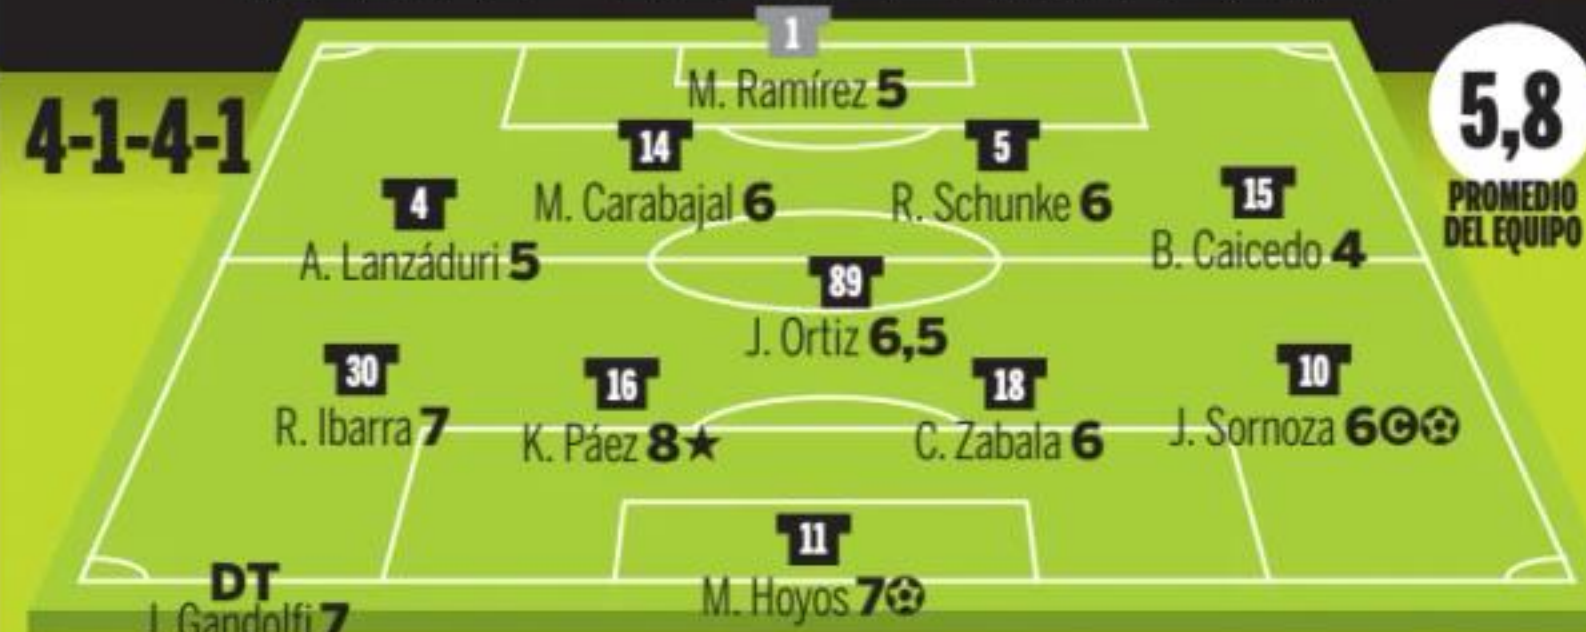 1
M. Ramírez 5
4-1-4-1
5,8
PROMEDIO
DEL EQUIPO
14
M. Carabajal 6
5
R. Schunke 6
4
A. Lanzáduri 5
15
B. Caicedo 4
89
J. Ortiz 6,5
30
R. Ibarra 7
16
K. Páez 8★
18
C. Zabala 6
10
J. Sornoza 6 C
11
M. Hoyos 7
DT
J. Gandolfi 7